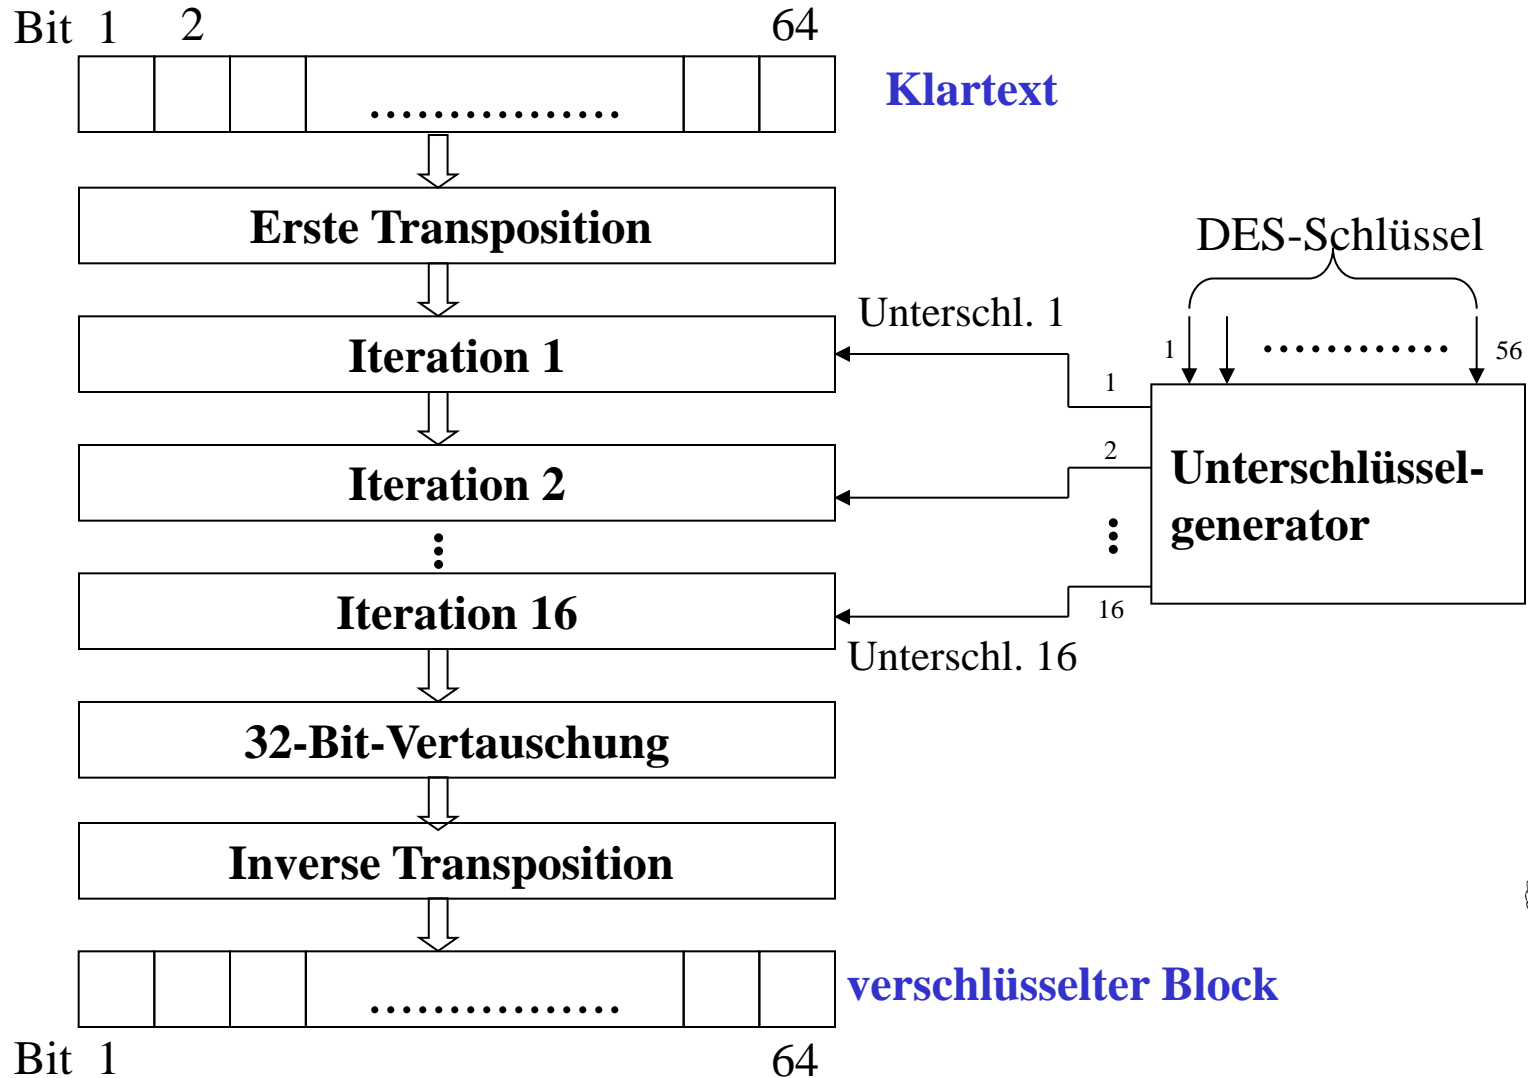 Bit 1 2 64
................
Klartext
Erste Transposition
DES-Schlüssel
Unterschl. 1
1 ............ 56
Iteration 1
1
2
Iteration 2
Unterschlüssel-
generator
Iteration 16
16
Unterschl. 16
32-Bit-Vertauschung
Inverse Transposition
................
verschlüsselter Block
Bit 1 64